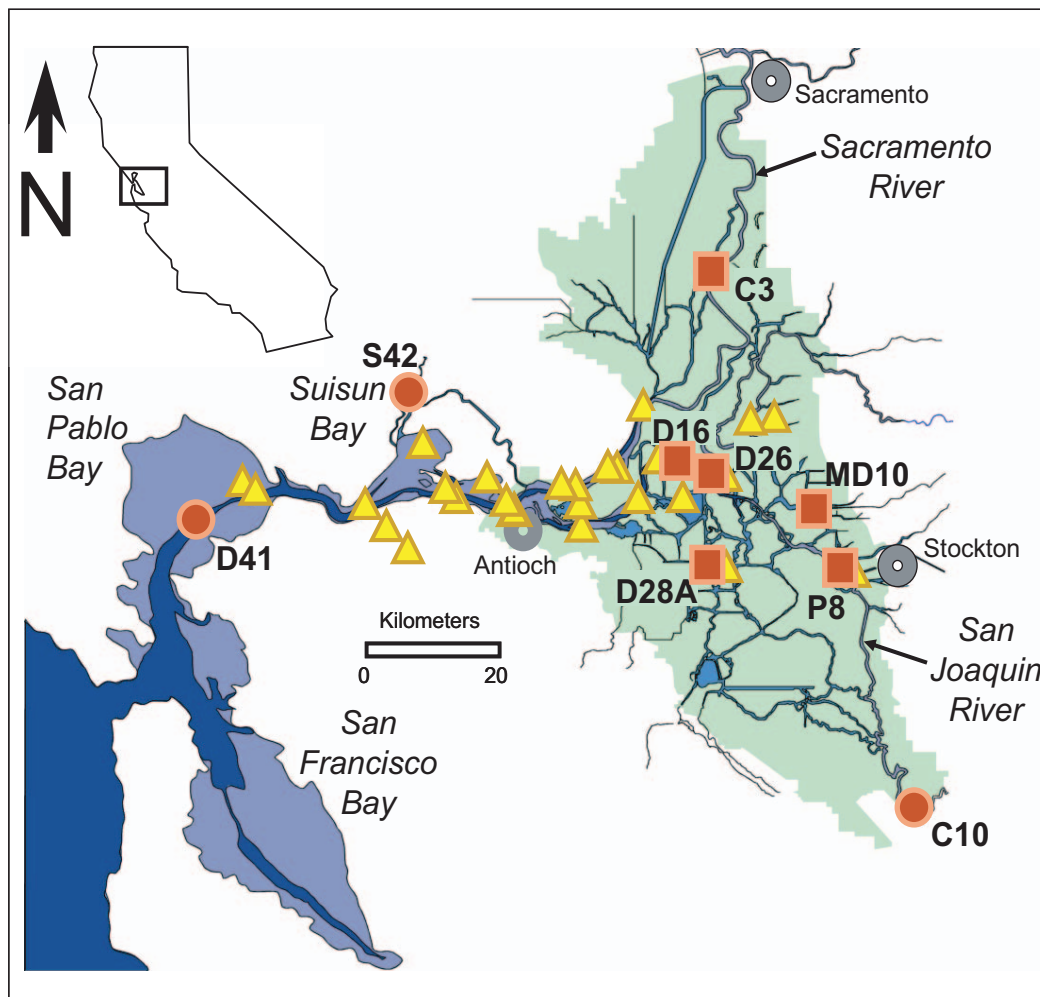 N
Sacramento
Sacramento
River
C3
S42
San
Pablo
Bay
Suisun
Bay
D16
D26
MD10
D41
Antioch
Stockton
D28A
P8
Kilometers
0 20
San
Joaquin
River
San
Francisco
Bay
C10